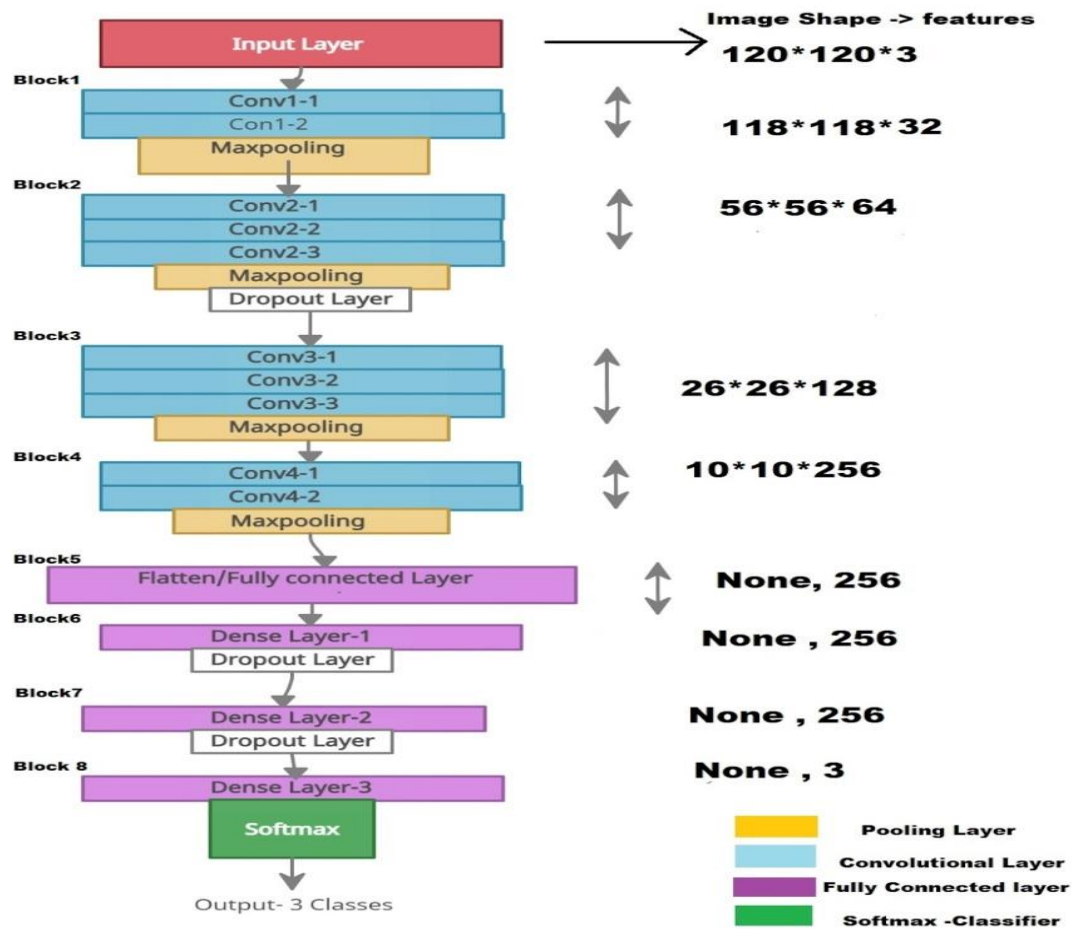 Image Shape -> features
Input Layer
120*120*3
Block1
Conv1-1
Con1-2
118*118*32
Maxpooling
Block2
Conv2-1
56*56*64
Conv2-2
Conv2-3
Maxpooling
Dropout Layer
Block3
Conv3-1
Conv3-2
26*26*128
Conv3-3
Maxpooling
Block4
Conv4-1
10*10*256
Conv4-2
Maxpooling
Block5
Flatten/Fully connected Layer
None, 256
Block6
Dense Layer-1
None , 256
Dropout Layer
Block7
Dense Layer-2
None , 256
Dropout Layer
Block 8
None , 3
Dense Layer-3
Softmax
Output- 3 Classes
Pooling Layer
Convolutional Layer
Fully Connected layer
Softmax -Classifier